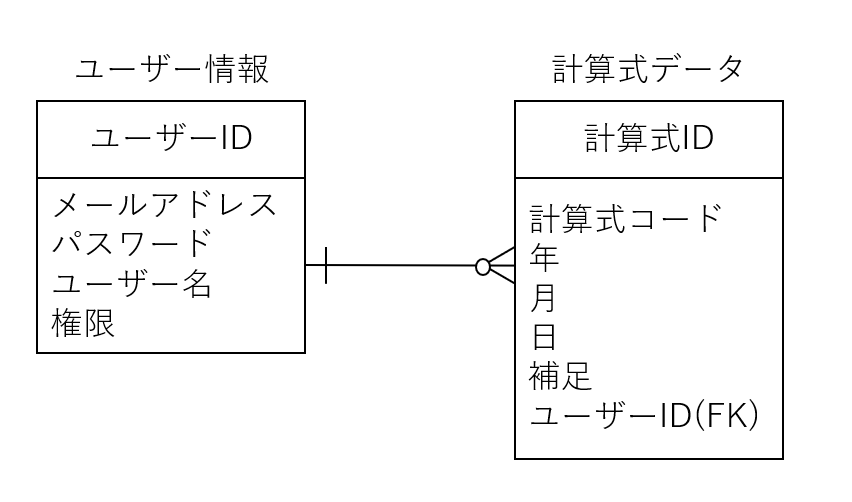 ユーザー情報
ユーザーID
メールアドレス
パスワード
ユーザー名
権限
計算式データ
計算式ID
計算式コード
年
月
日
補足
ユーザーID(FK)